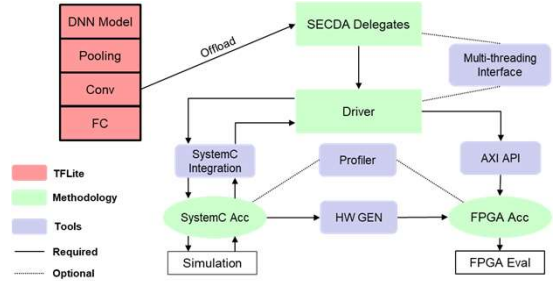 DNN Model
SECDA Delegates
Pooling
Offload
Multi-threading
Interface
Conv
FC
Driver
SystemC
Integration
Profiler
AXI API
TFLite
Methodology
SystemC Acc
HW GEN
FPGA Acc
Tools
Required
Simulation
FPGA Eval
Optional